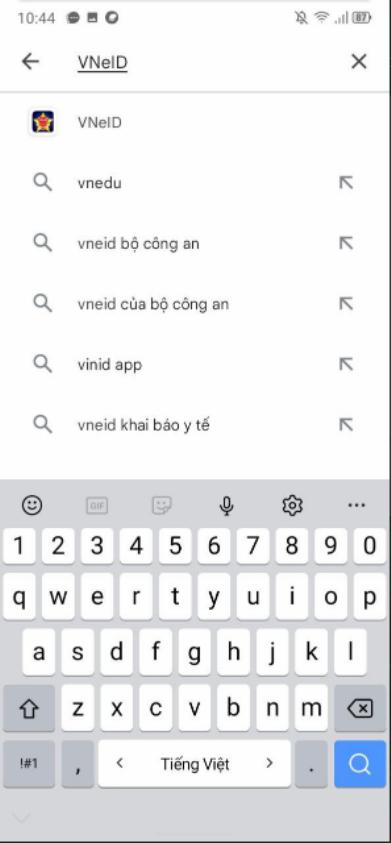 10:44
87
VNeID
VNeID
vnedu
vneid bộ công an
vneid của bộ công an
vinid app
vneid khai báo y tế
GIF
1 2 3 4 5 6 7 8 9 0
q w e r t y u i o p
a s d f g h j k l
z x c v b n m
!#1 , < Tiếng Việt > .